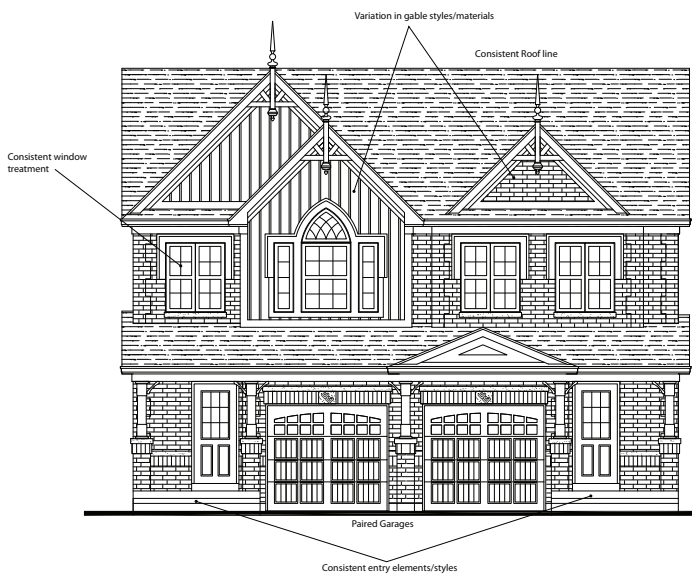 Variation in gable styles/materials
Consistent Roof line
Consistent window
treatment
Paired Garages
Consistent entry elements/styles